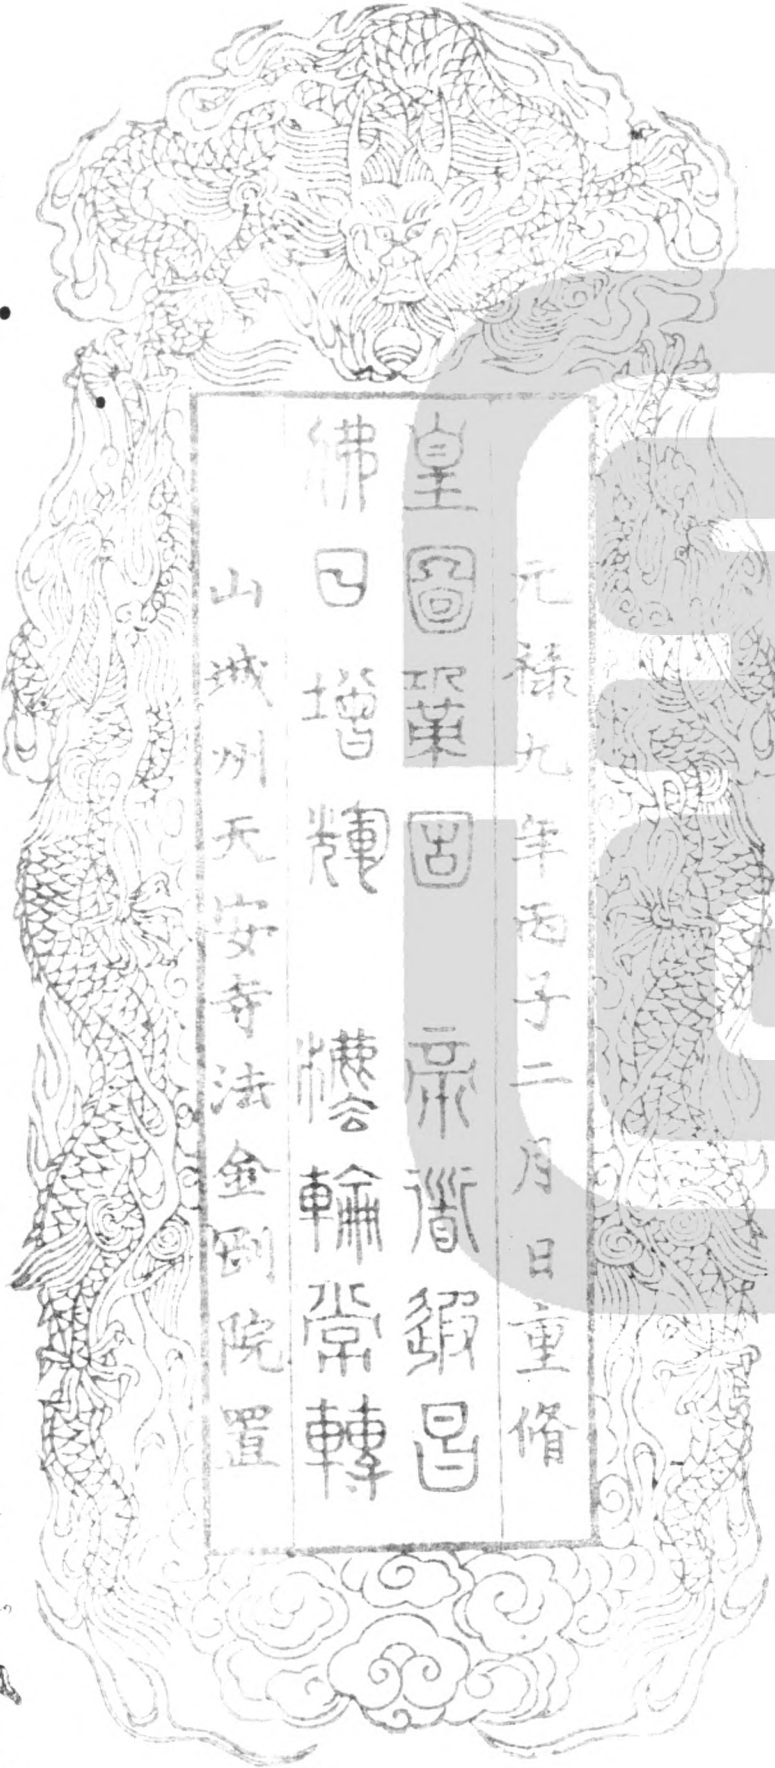 元祿九年丙子二月日重脩
皇圖鞏固 帝道遐昌
佛日增輝 法輪常轉
山城州天安寺法金剛院置